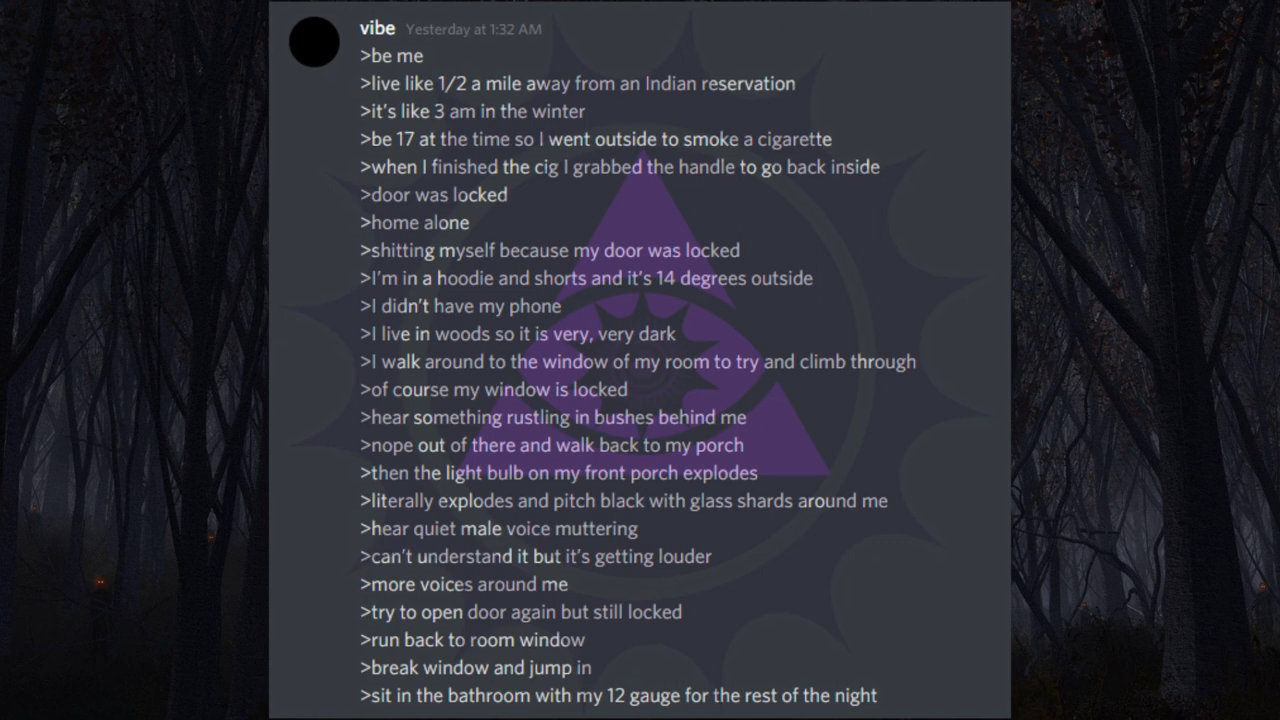 vibe Yesterday at 1:32 AM
>be me
>live like 1/2 a mile away from an Indian reservation
>it's like 3 am in the winter
>be 17 at the time so I went outside to smoke a cigarette
>when I finished the cig I grabbed the handle to go back inside
>door was locked
>home alone
>shitting myself because my door was locked
>I'm in a hoodie and shorts and it's 14 degrees outside
>I didn't have my phone
>I live in woods so it is very, very dark
>I walk around to the window of my room to try and climb through
>of course my window is locked
>hear something rustling in bushes behind me
>nope out of there and walk back to my porch
>then the light bulb on my front porch explodes
>literally explodes and pitch black with glass shards around me
>hear quiet male voice muttering
>can't understand it but it's getting louder
>more voices around me
>try to open door again but still locked
>run back to room window
>break window and jump in
>sit in the bathroom with my 12 gauge for the rest of the night